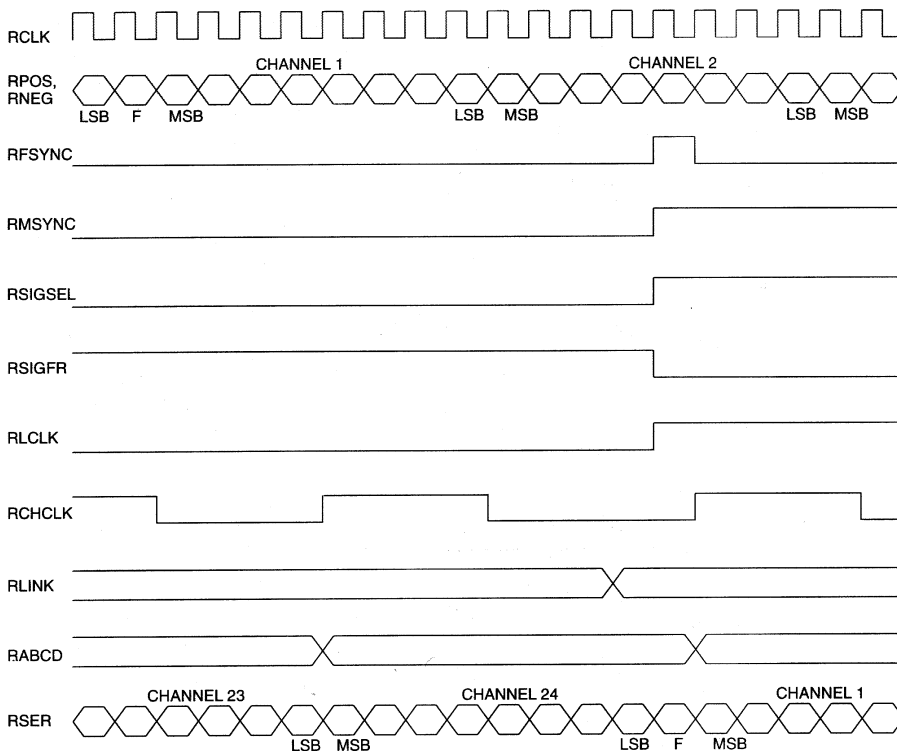 RCLK
CHANNEL 1 CHANNEL 2
RPOS,
RNEG
LSB F MSB LSB MSB LSB MSB
RFSYNC
RMSYNC
RSIGSEL
RSIGFR
RLCLK
RCHCLK
RLINK
RABCD
CHANNEL 23 CHANNEL 24 CHANNEL 1
RSER
LSB MSB LSB F MSB